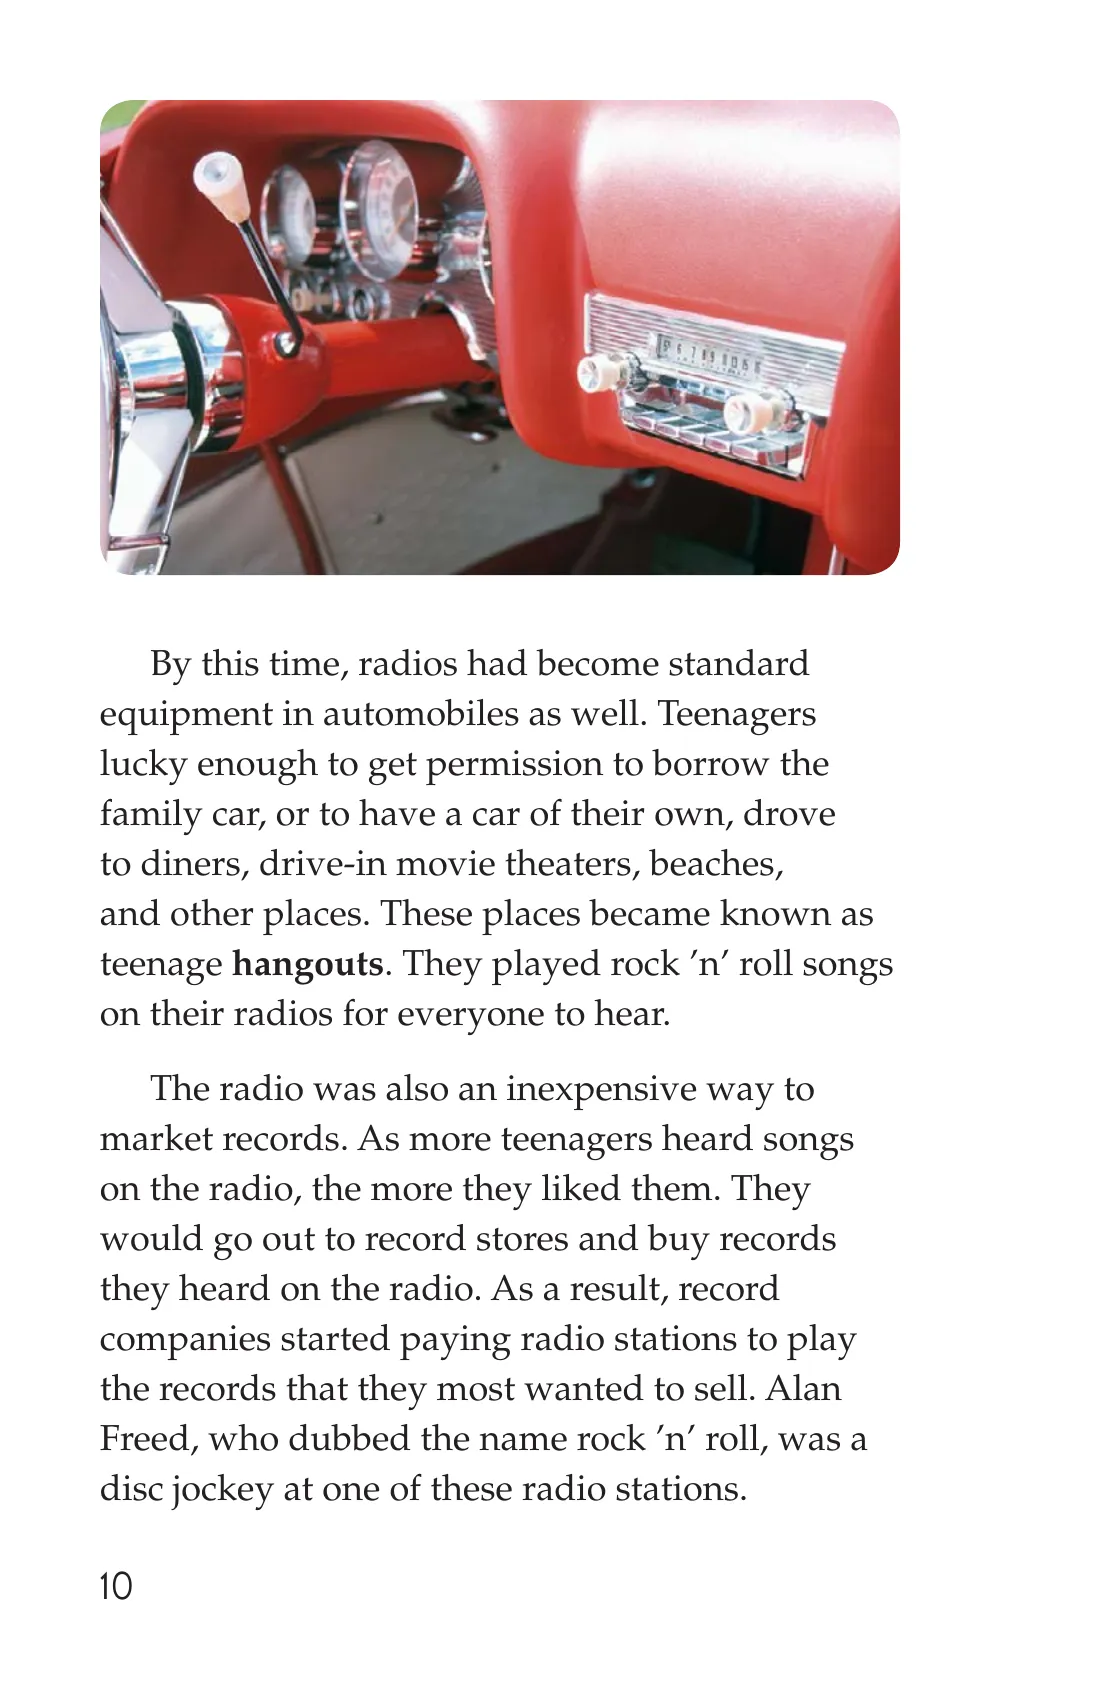 By this time, radios had become standard
equipment in automobiles as well. Teenagers
lucky enough to get permission to borrow the
family car, or to have a car of their own, drove
to diners, drive-in movie theaters, beaches,
and other places. These places became known as
teenage hangouts. They played rock ’n’ roll songs
on their radios for everyone to hear.
The radio was also an inexpensive way to
market records. As more teenagers heard songs
on the radio, the more they liked them. They
would go out to record stores and buy records
they heard on the radio. As a result, record
companies started paying radio stations to play
the records that they most wanted to sell. Alan
Freed, who dubbed the name rock ’n’ roll, was a
disc jockey at one of these radio stations.
10